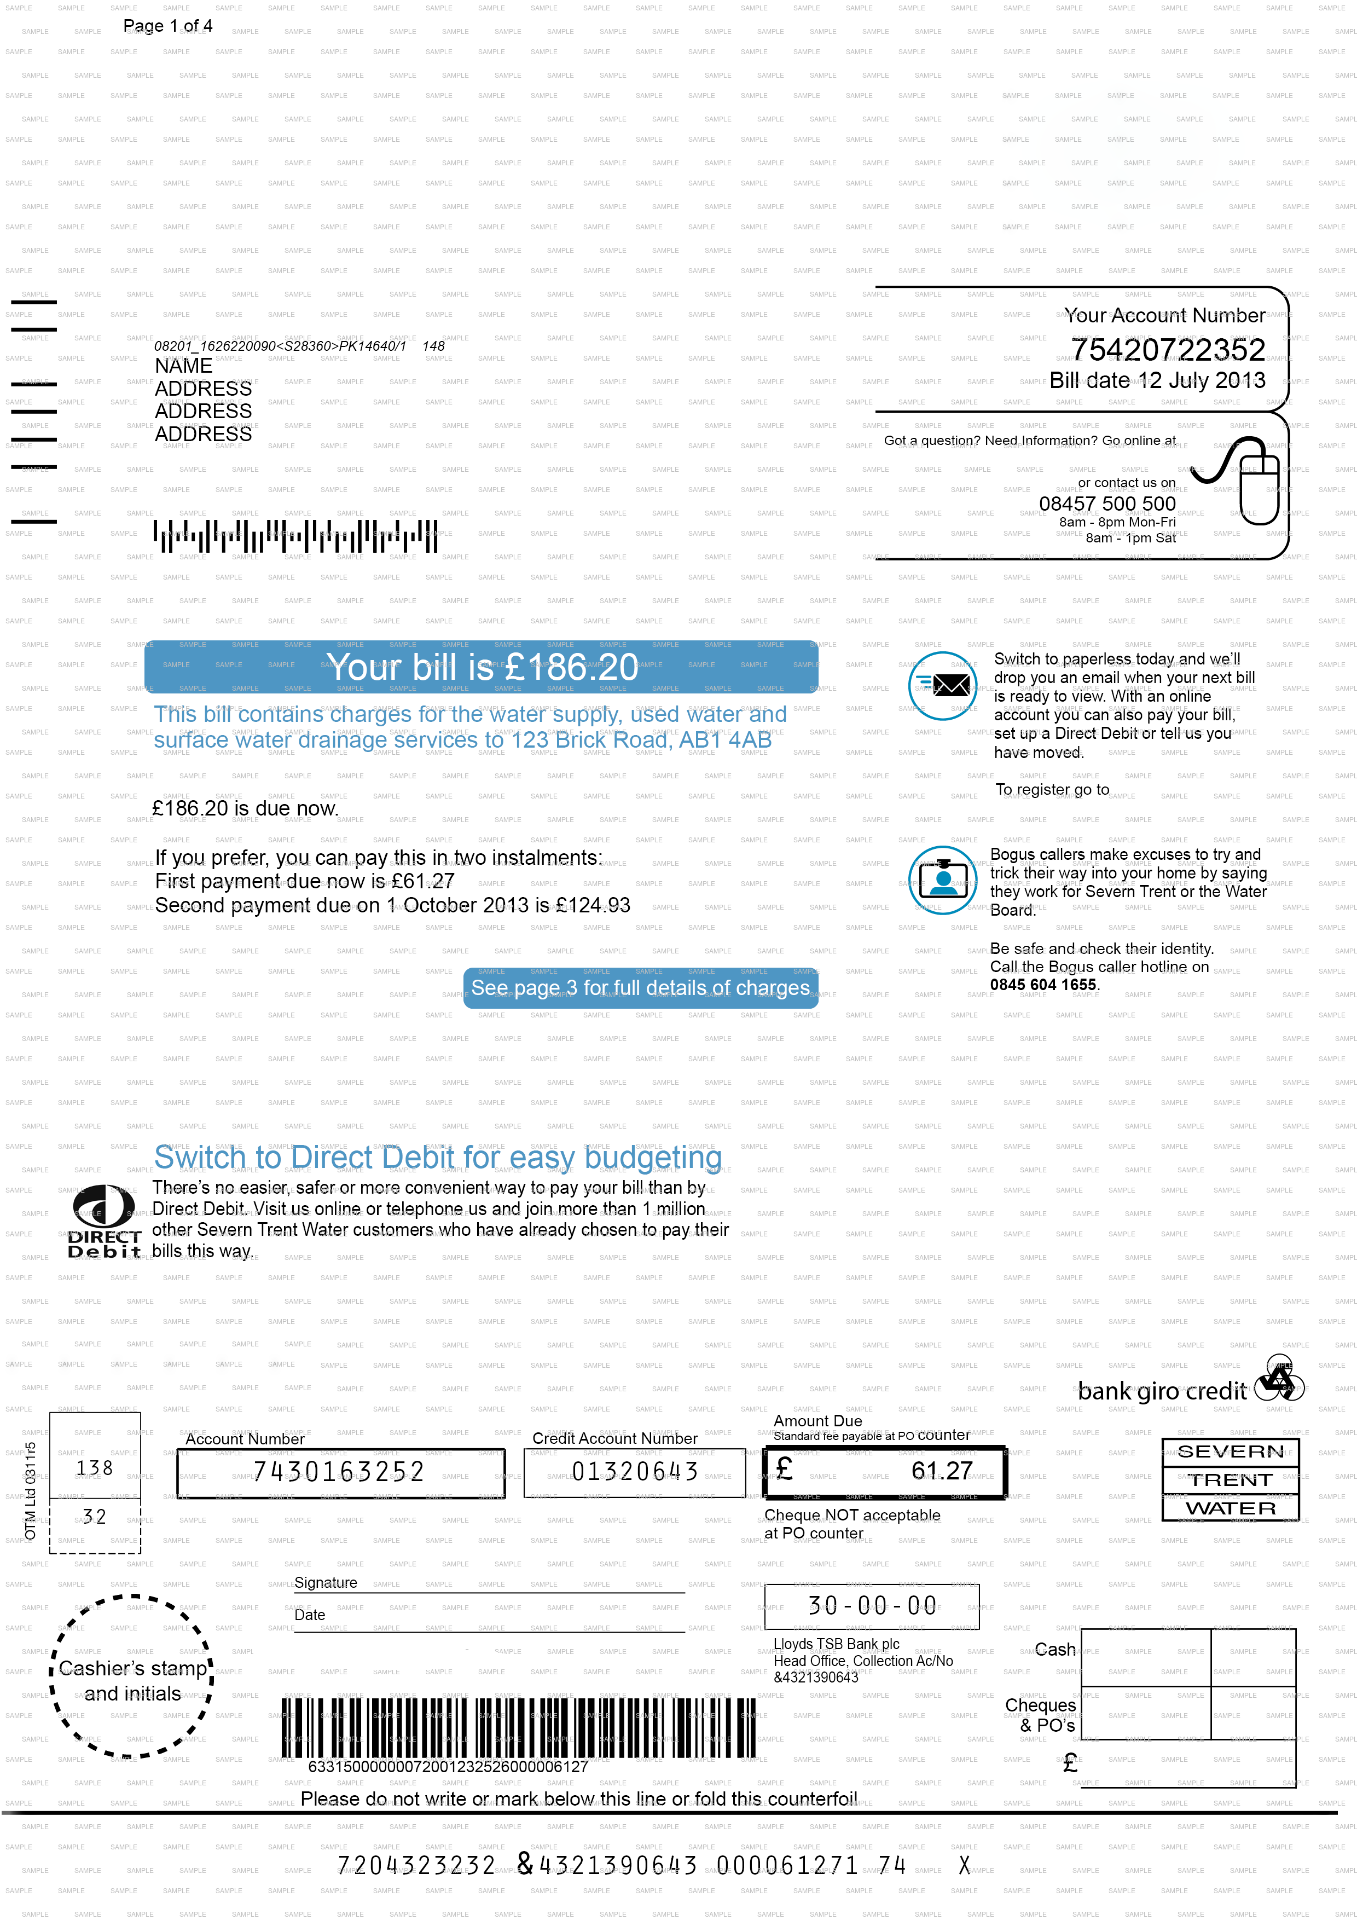 Page 1 of 4
Your Account Number
75420722352
Bill date 12 July 2013
08201_1626220090<S28360>PK14640/1 148
NAME
ADDRESS
ADDRESS
ADDRESS
Got a question? Need Information? Go online at
or contact us on
08457 500 500
8am - 8pm Mon-Fri
8am - 1pm Sat
Your bill is £186.20
This bill contains charges for the water supply, used water and
surface water drainage services to 123 Brick Road, AB1 4AB
£186.20 is due now.
If you prefer, you can pay this in two instalments:
First payment due now is £61.27
Second payment due on 1 October 2013 is £124.93
See page 3 for full details of charges
Switch to paperless today and we'll
drop you an email when your next bill
is ready to view. With an online
account you can also pay your bill,
set up a Direct Debit or tell us you
have moved.
To register go to
Bogus callers make excuses to try and
trick their way into your home by saying
they work for Severn Trent or the Water
Board.
Be safe and check their identity.
Call the Bogus caller hotline on
0845 604 1655.
Switch to Direct Debit for easy budgeting
There's no easier, safer or more convenient way to pay your bill than by
Direct Debit. Visit us online or telephone us and join more than 1 million
other Severn Trent Water customers who have already chosen to pay their
bills this way.
DIRECT
Debit
bank giro credit
OTM Ltd 0311r5
138
32
Account Number
7430163252
Credit Account Number
01320643
Amount Due
Standard fee payable at PO counter
£ 61.27
Cheque NOT acceptable
at PO counter
SEVERN
TRENT
WATER
Signature
Date
30-00-00
Lloyds TSB Bank plc
Head Office, Collection Ac/No
&4321390643
Cashier's stamp
and initials
Cash
Cheques
& PO's
£
633150000000720012325260000061​27
Please do not write or mark below this line or fold this counterfoil
7204323232 &4321390643 000061271 74 X
SAMPLE